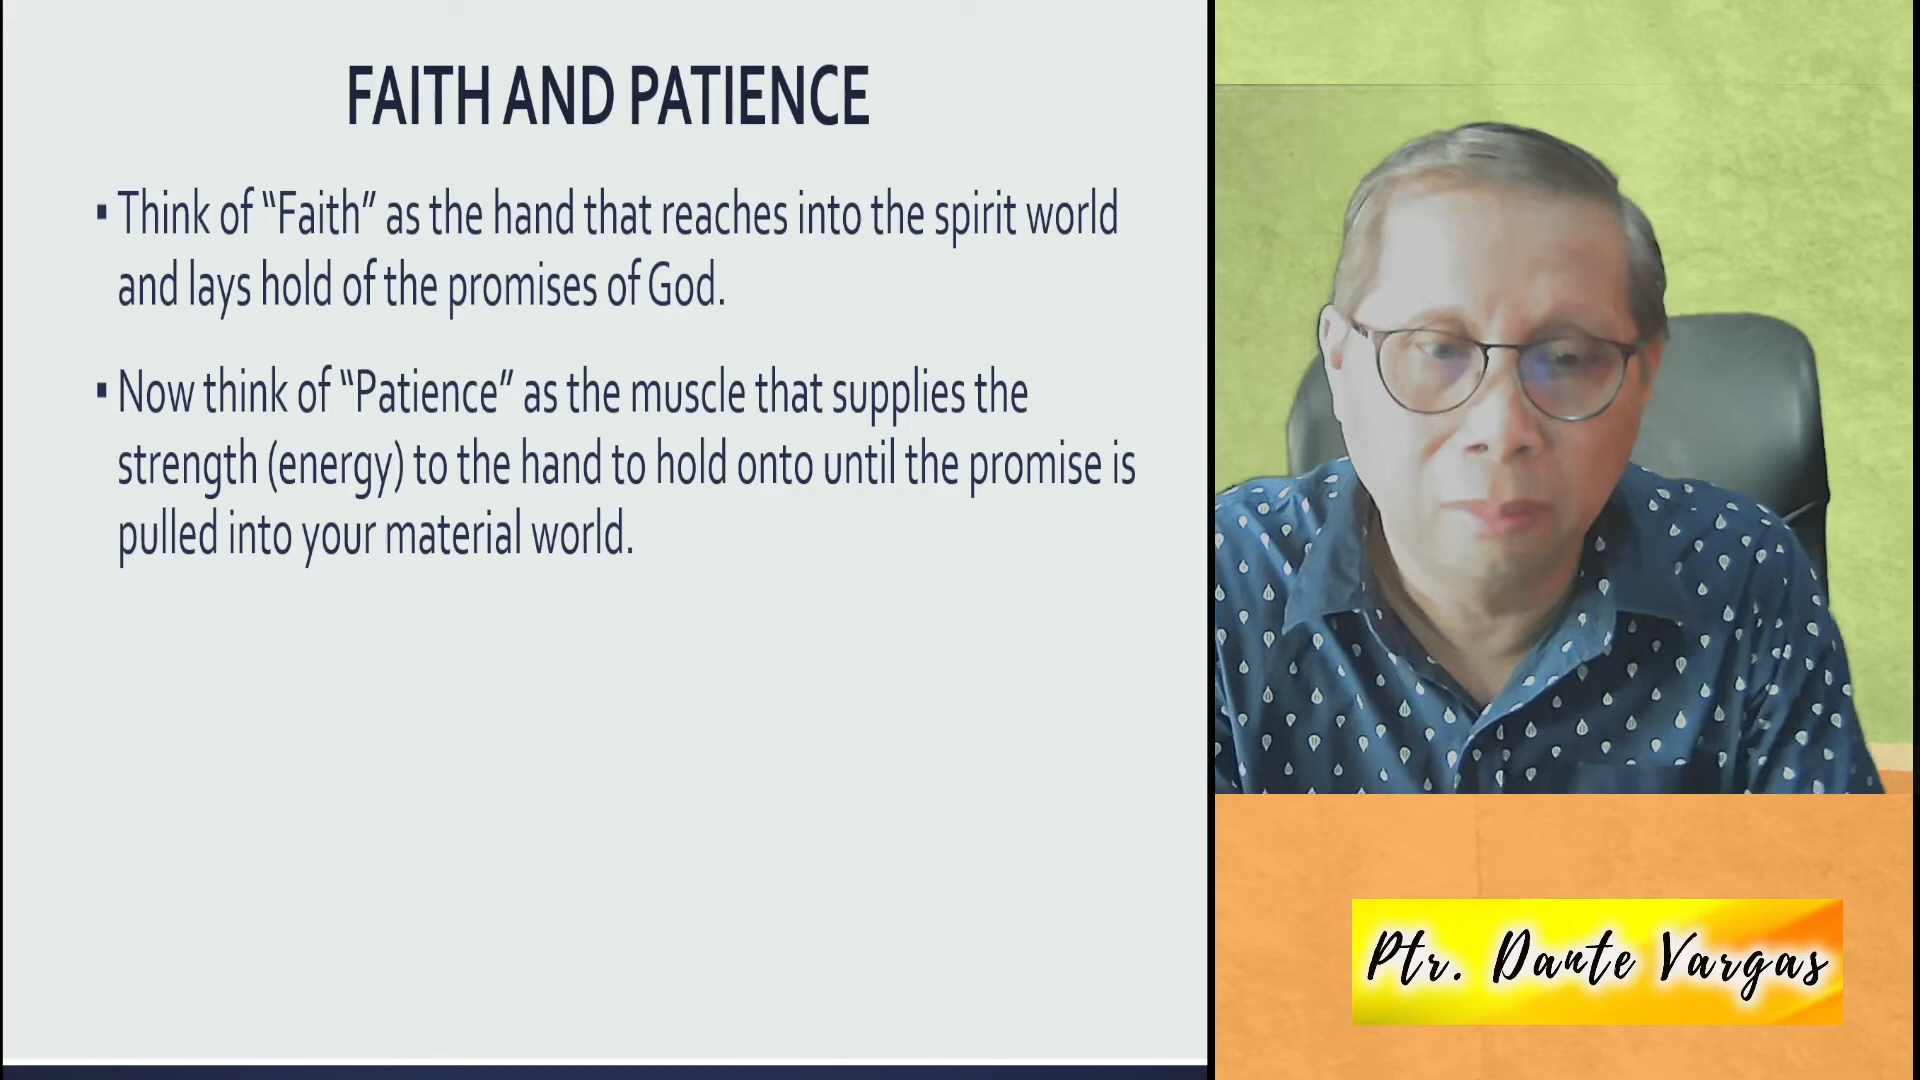 FAITH AND PATIENCE
▪ Think of “Faith” as the hand that reaches into the spirit world
and lays hold of the promises of God.
▪ Now think of “Patience” as the muscle that supplies the
strength (energy) to the hand to hold onto until the promise is
pulled into your material world.
Ptr. Dante Vargas